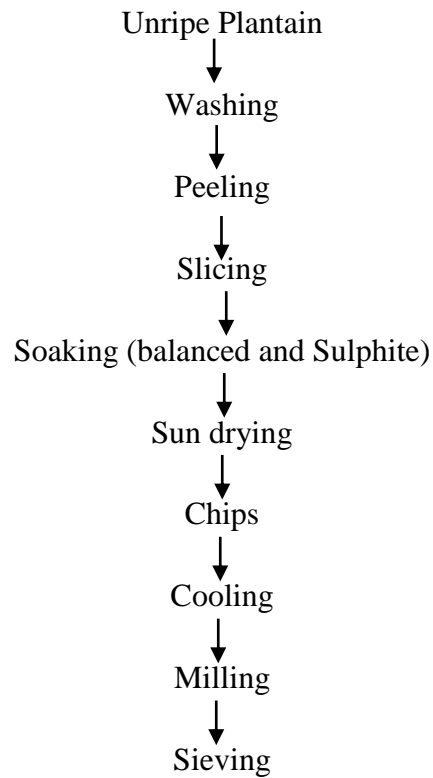 Unripe Plantain
Washing
Peeling
Slicing
Soaking (balanced and Sulphite)
Sun drying
Chips
Cooling
Milling
Sieving